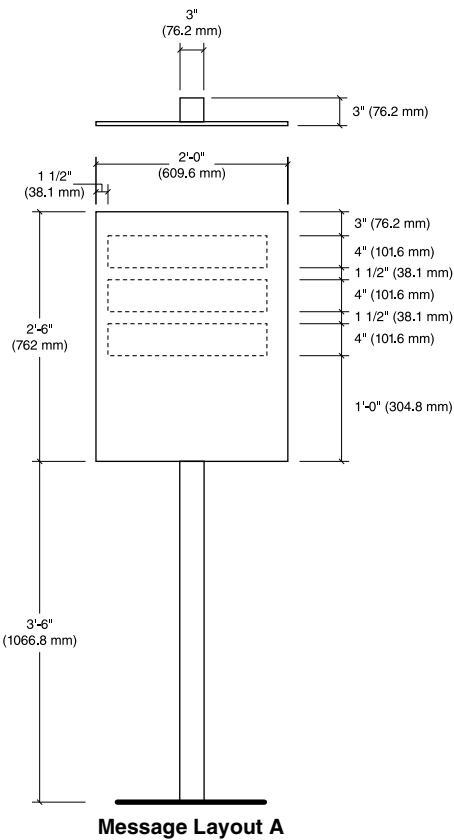 3"
(76.2 mm)
3" (76.2 mm)
2'-0"
(609.6 mm)
1 1/2"
(38.1 mm)
3" (76.2 mm)
4" (101.6 mm)
1 1/2" (38.1 mm)
4" (101.6 mm)
1 1/2" (38.1 mm)
4" (101.6 mm)
2'-6"
(762 mm)
1'-0" (304.8 mm)
3'-6"
(1066.8 mm)
Message Layout A